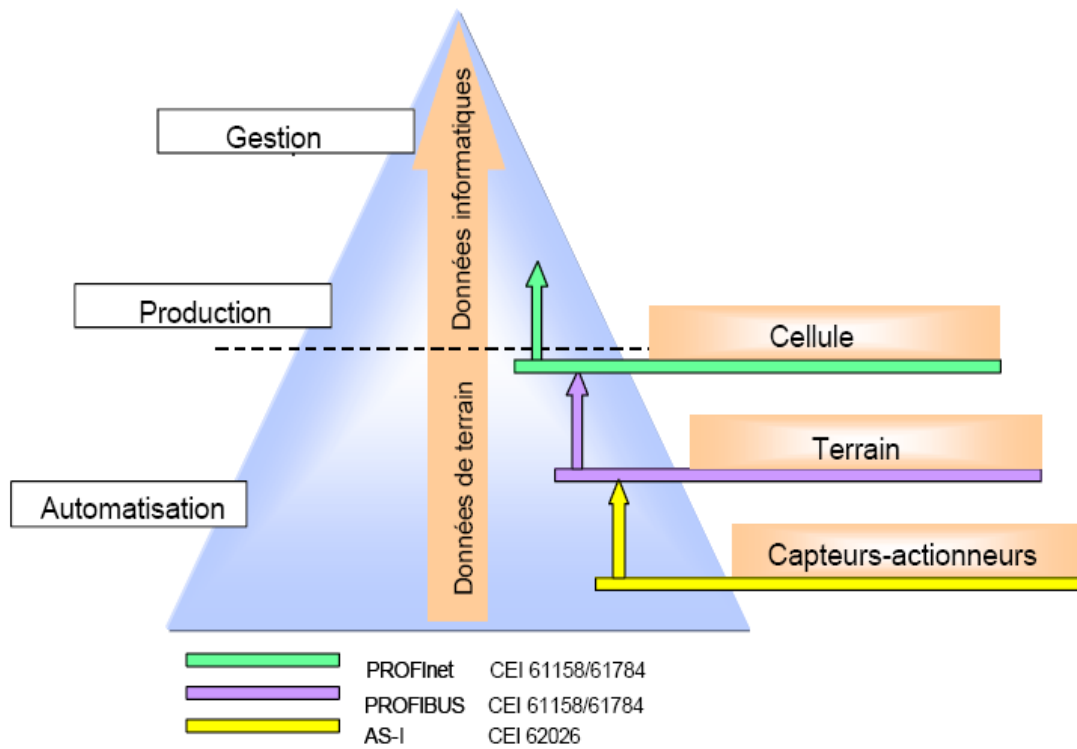 Gestion
Données informatiques
Production
Cellule
Données de terrain
Terrain
Automatisation
Capteurs-actionneurs
PROFInet CEI 61158/61784
PROFIBUS CEI 61158/61784
AS-I CEI 62026